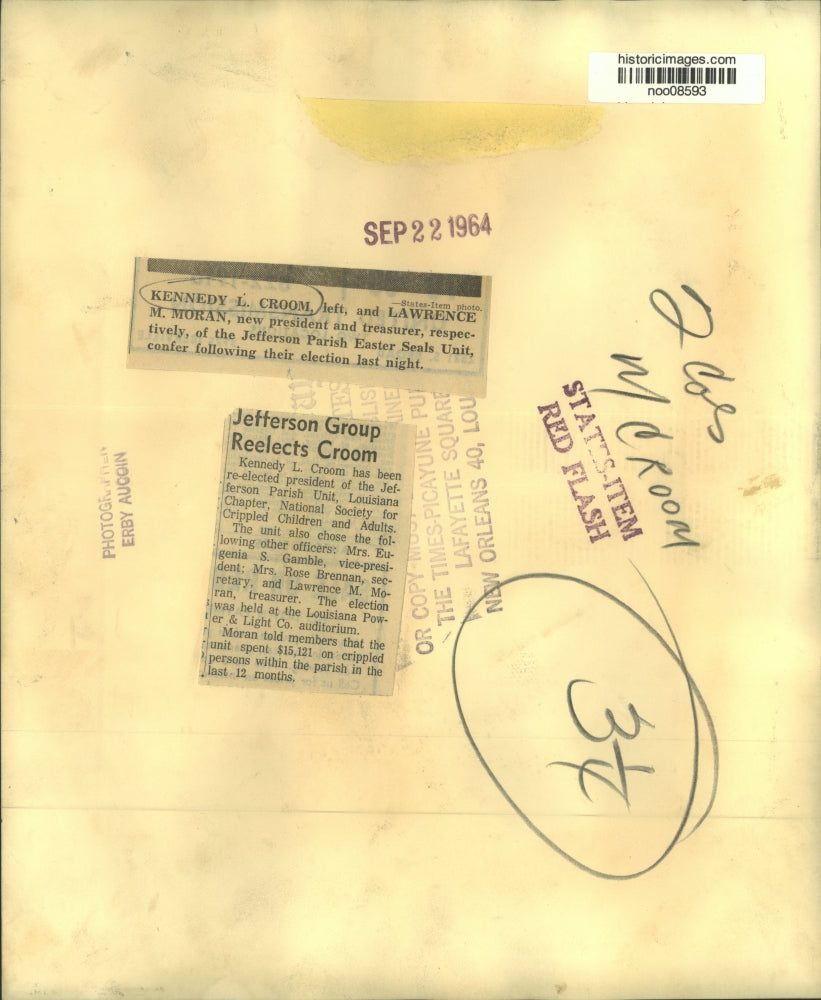 historicimages.com
noo08593
SEP 22 1964
—States-Item photo.
KENNEDY L. CROOM, left, and LAWRENCE
M. MORAN, new president and treasurer, respec-
tively, of the Jefferson Parish Easter Seals Unit,
confer following their election last night.
Jefferson Group
Reelects Croom
Kennedy L. Croom has been
re-elected president of the Jef-
ferson Parish Unit, Louisiana
Chapter, National Society for
Crippled Children and Adults.
The unit also chose the fol-
lowing other officers: Mrs. Eu-
genia S. Gamble, vice-presi-
dent; Mrs. Rose Brennan, sec-
retary, and Lawrence M. Mo-
ran, treasurer. The election
was held at the Louisiana Pow-
er & Light Co. auditorium.
Moran told members that the
unit spent $15,121 on crippled
persons within the parish in the
last 12 months.
ERBY AUCOIN
OR COPY
THE TIMES-PICAYUNE PU
LAFAYETTE SQUARE
NEW ORLEANS 40, LOU
STATES-ITEM
RED FLASH
2 cols
W/ CROOM
34